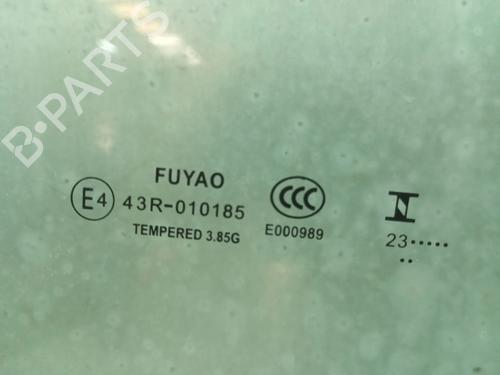 B-PARTS
FUYAO
E4 43R-010185
TEMPERED 3.85G
CCC
E000989
23·····
··